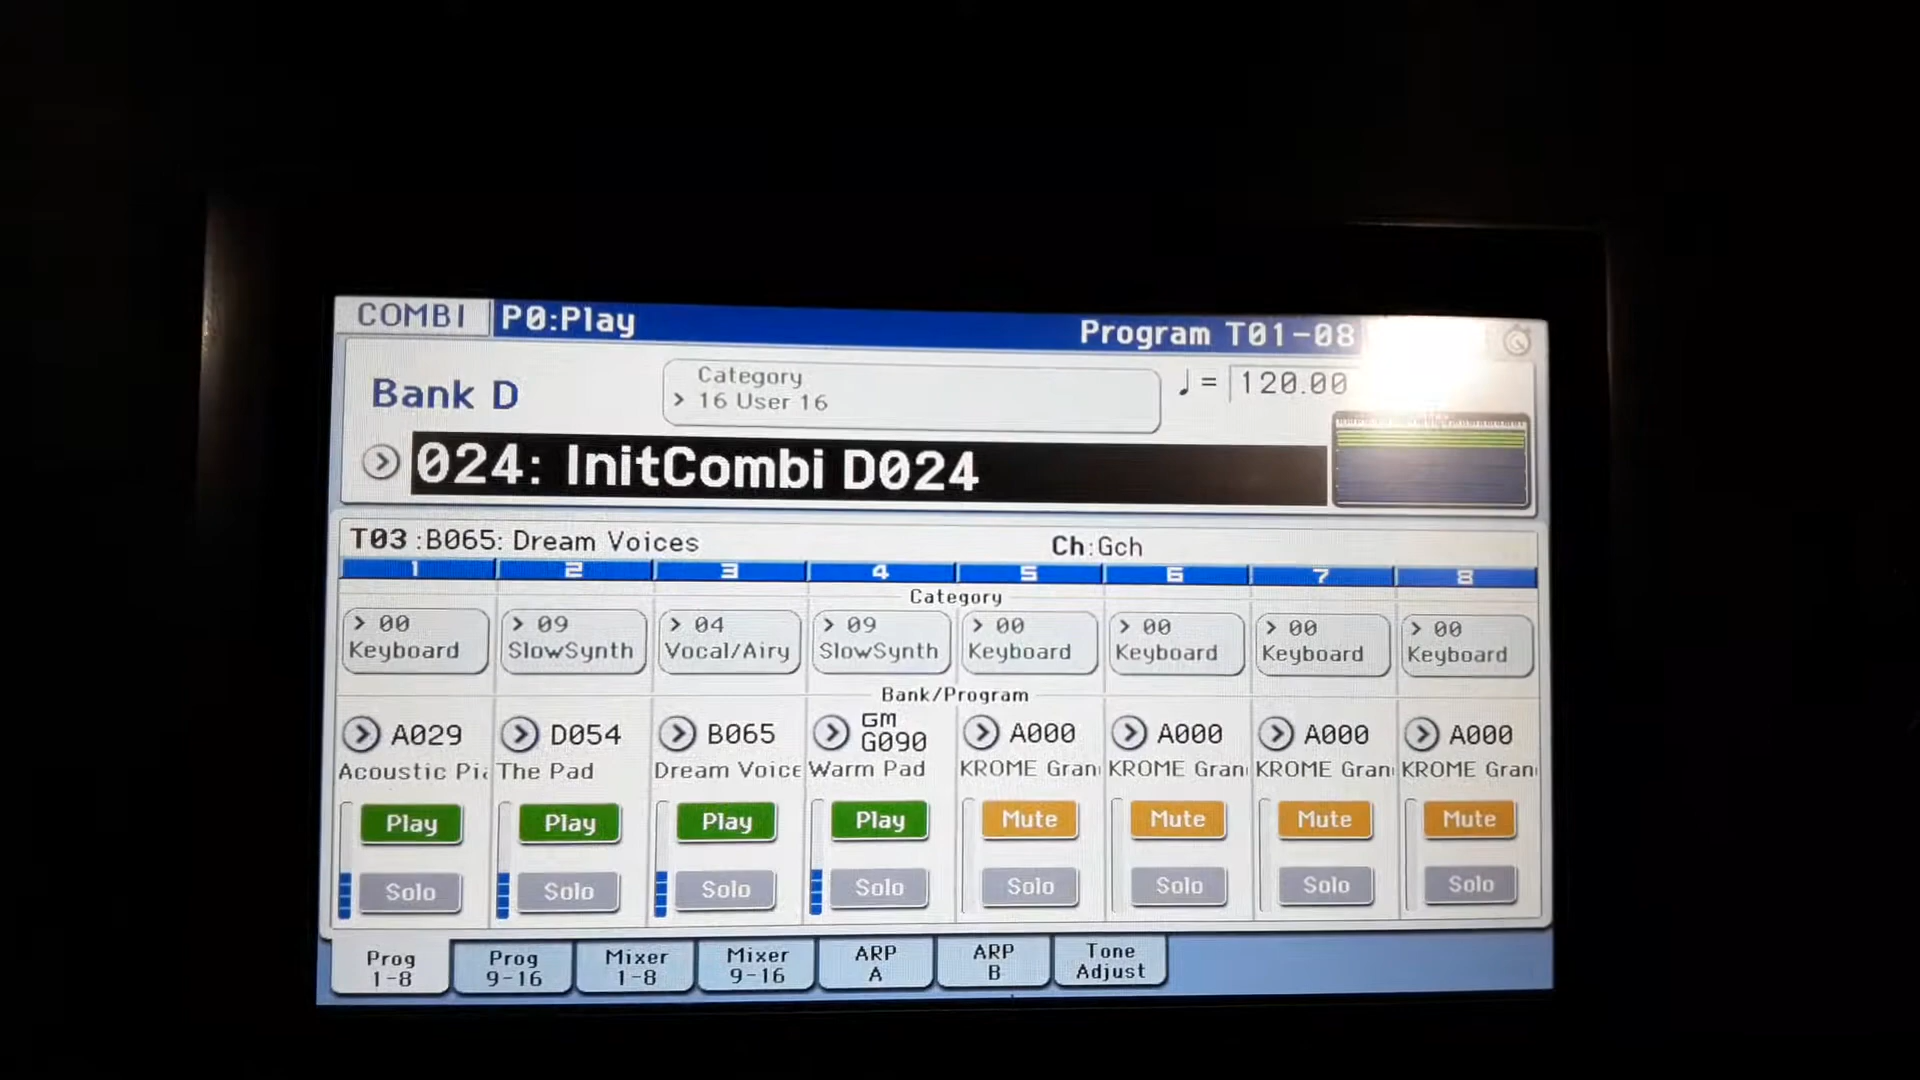 COMBI P0:Play Program T01-08
Bank D
Category
16 User 16
♩= 120.00
024: InitCombi D024
T03 :B065: Dream Voices Ch:Gch
1 2 3 4 5 6 7 8
Category
00 09 04 09 00 00 00 00
Keyboard SlowSynth Vocal/Airy SlowSynth Keyboard Keyboard Keyboard Keyboard
Bank/Program
A029 D054 B065 GM G090 A000 A000 A000 A000
Acoustic Pia The Pad Dream Voice Warm Pad KROME Gran KROME Gran KROME Gran KROME Gran
Play Play Play Play Mute Mute Mute Mute
Solo Solo Solo Solo Solo Solo Solo Solo
Prog Prog Mixer Mixer ARP ARP Tone
1-8 9-16 1-8 9-16 A B Adjust